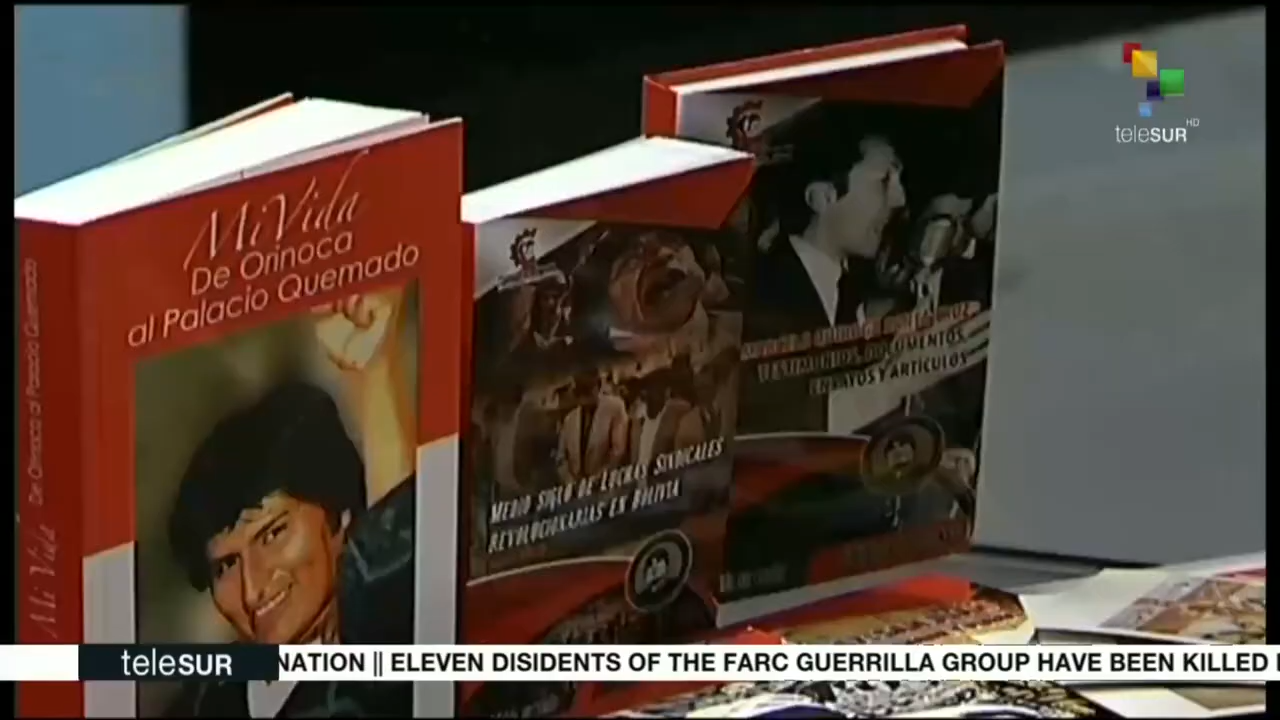 teleSUR HD
Mi Vida
De Orinoca
al Palacio Quemado
Mi Vida De Orinoca al Palacio Quemado
MEDIO SIGLO DE LUCHAS SINDICALES
REVOLUCIONARIAS EN BOLIVIA
TESTIMONIOS, DOCUMENTOS,
ENSAYOS Y ARTÍCULOS
teleSUR
NATION || ELEVEN DISIDENTS OF THE FARC GUERRILLA GROUP HAVE BEEN KILLED